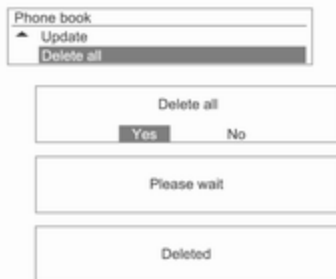 Phone book
Update
Delete all
Delete all
Yes No
Please wait
Deleted